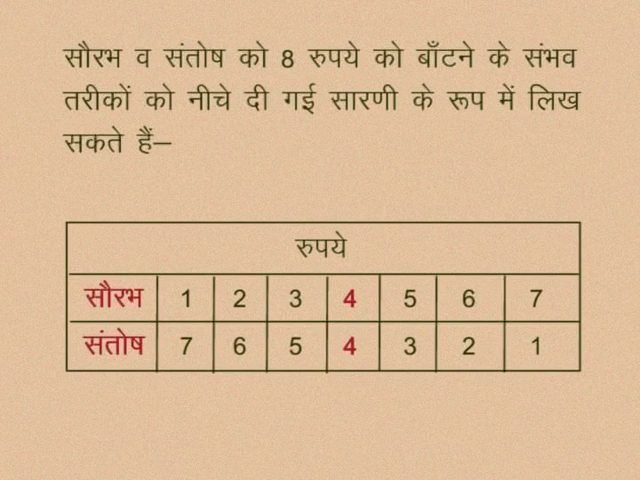 सौरभ व संतोष को 8 रुपये को बाँटने के संभव
तरीकों को नीचे दी गई सारणी के रूप में लिख
सकते हैं–
रुपये
सौरभ 1 2 3 4 5 6 7
संतोष 7 6 5 4 3 2 1